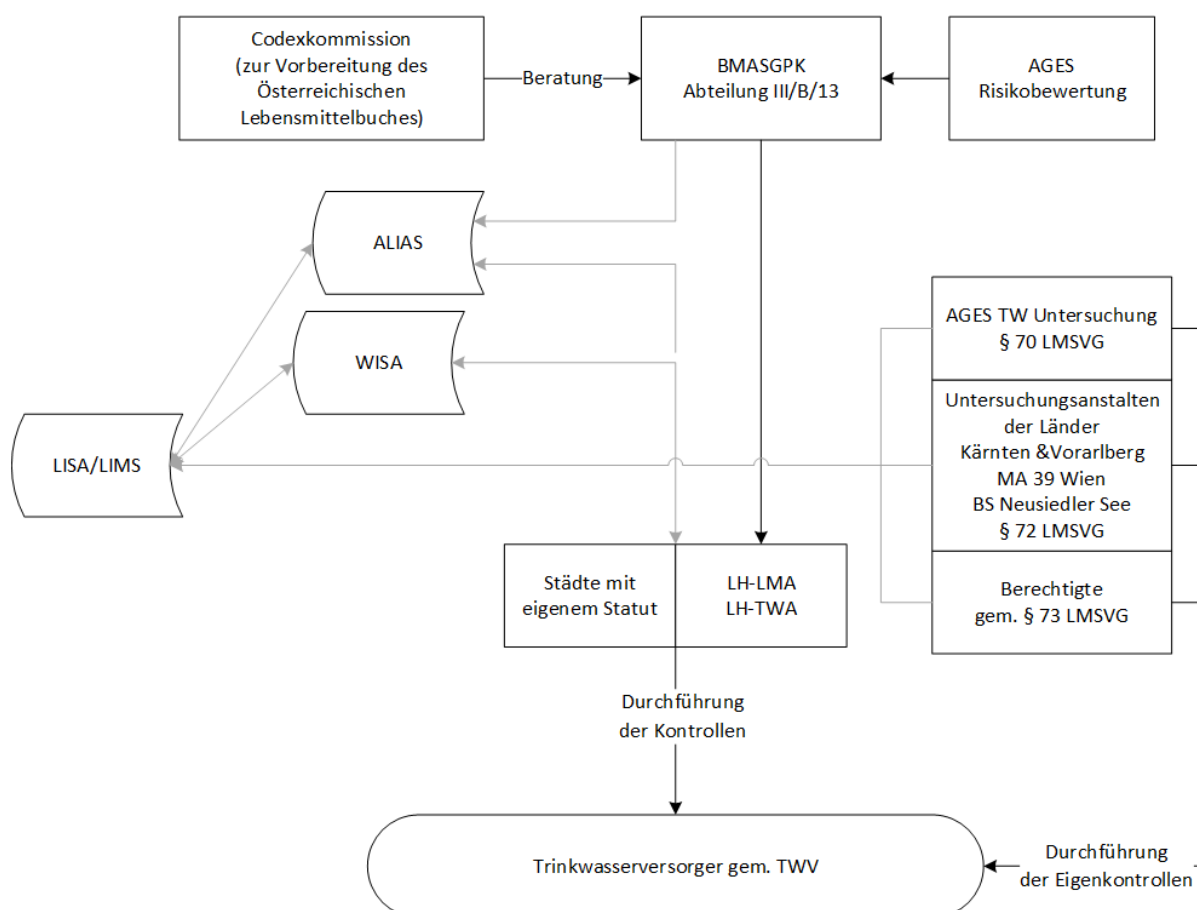 Codexkommission
(zur Vorbereitung des
Österreichischen
Lebensmittelbuches)
Beratung
BMASGPK
Abteilung III/B/13
AGES
Risikobewertung
ALIAS
WISA
LISA/LIMS
AGES TW Untersuchung
§ 70 LMSVG
Untersuchungsanstalten
der Länder
Kärnten &Vorarlberg
MA 39 Wien
BS Neusiedler See
§ 72 LMSVG
Berechtigte
gem. § 73 LMSVG
Städte mit
eigenem Statut
LH-LMA
LH-TWA
Durchführung
der Kontrollen
Trinkwasserversorger gem. TWV
Durchführung
der Eigenkontrollen